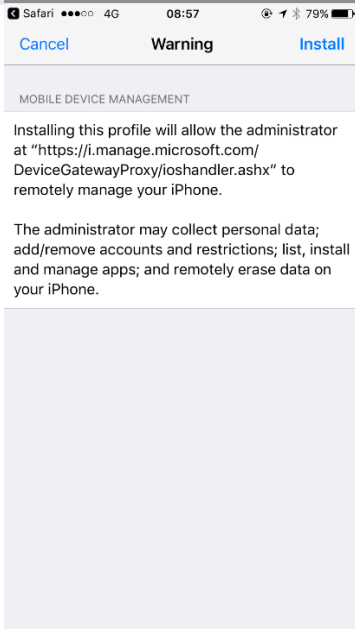 Safari 4G 08:57 79%
Cancel Warning Install
MOBILE DEVICE MANAGEMENT
Installing this profile will allow the administrator
at “https://i.manage.microsoft.com/
DeviceGatewayProxy/ioshandler.ashx” to
remotely manage your iPhone.
The administrator may collect personal data;
add/remove accounts and restrictions; list, install
and manage apps; and remotely erase data on
your iPhone.